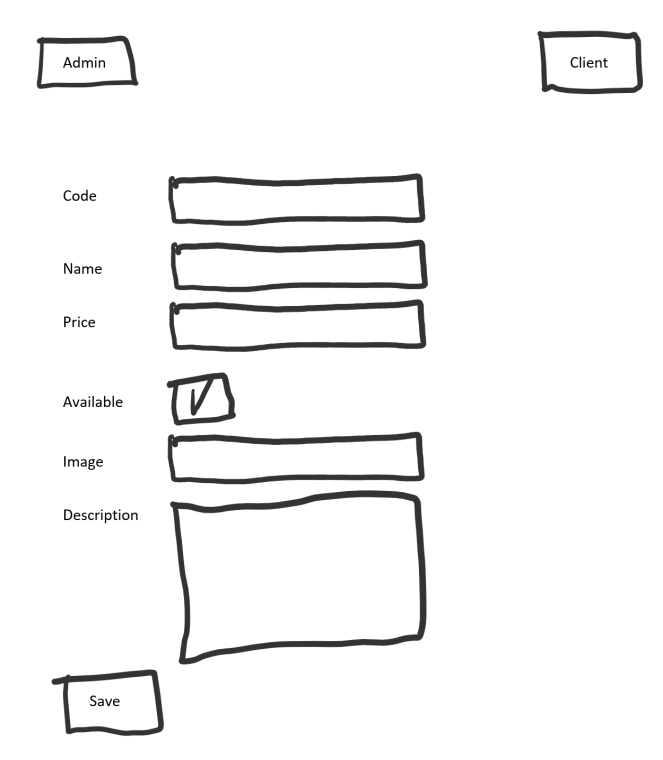 Admin
Client
Code
Name
Price
Available
Image
Description
Save